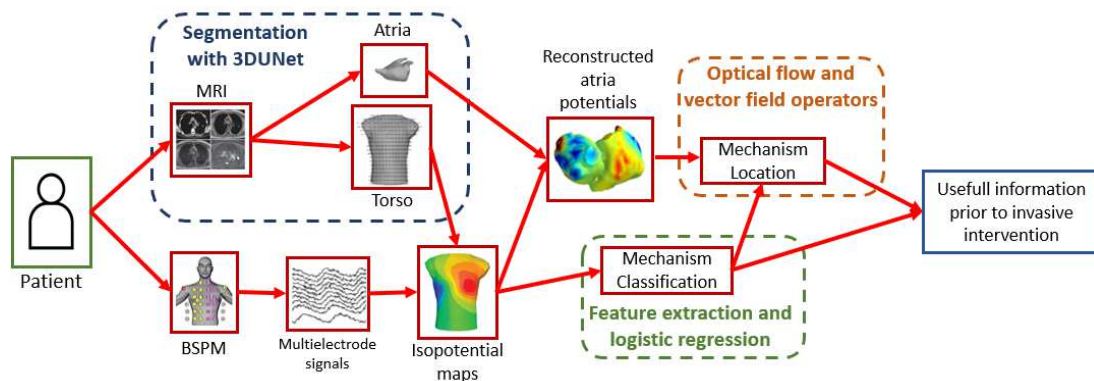 Segmentation
with 3DUNet
Atria
MRI
Torso
Reconstructed
atria
potentials
Optical flow and
vector field operators
Mechanism
Location
Usefull information
prior to invasive
intervention
Patient
BSPM
Multielectrode
signals
Isopotential
maps
Mechanism
Classification
Feature extraction and
logistic regression